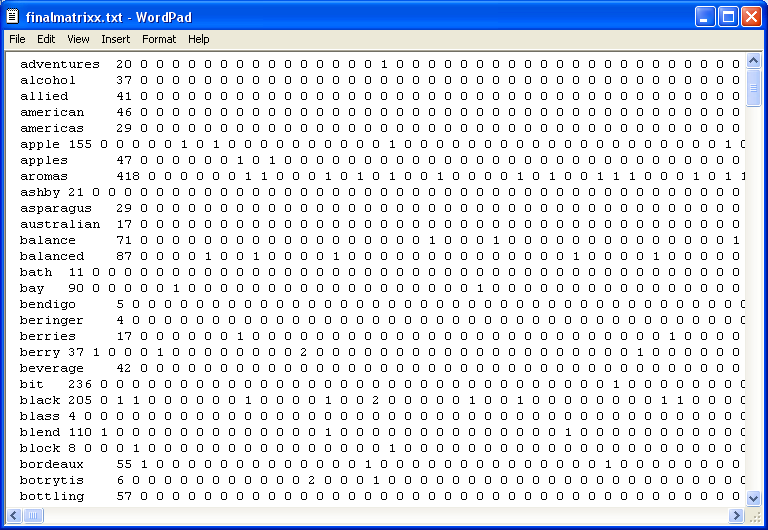 finalmatrixx.txt - WordPad
File Edit View Insert Format Help
adventures 20 0 0 0 0 0 0 0 0 0 0 0 0 0 0 0 1 0 0 0 0 0 0 0 0 0 0 0 0 0 0 0 0 0 0 0 0 0 0
alcohol 37 0 0 0 0 0 0 0 0 0 0 0 0 0 0 0 0 0 0 0 0 0 0 0 0 0 0 0 0 0 0 0 0 0 0 0 0 0 0
allied 41 0 0 0 0 0 0 0 0 0 0 0 0 0 0 0 0 0 0 0 0 0 0 0 0 0 0 0 0 0 0 0 0 0 0 0 0 0 0
american 46 0 0 0 0 0 0 0 0 0 0 0 0 0 0 0 0 0 0 0 0 0 0 0 0 0 0 0 0 0 0 0 0 0 0 0 0 0 0
americas 29 0 0 0 0 0 0 0 0 0 0 0 0 0 0 0 0 0 0 0 0 0 0 0 0 0 0 0 0 0 0 0 0 0 0 0 0 0 0
apple 155 0 0 0 0 0 1 0 1 0 0 0 0 0 0 0 0 0 0 1 0 0 0 0 0 0 0 0 0 0 0 0 0 0 0 0 0 0 0 0 1 0
apples 47 0 0 0 0 0 0 1 0 1 0 0 0 0 0 0 0 0 0 0 0 0 0 0 0 0 0 0 0 0 0 0 0 0 0 0 0 0 0
aromas 418 0 0 0 0 0 0 1 1 1 0 0 1 0 1 0 1 0 0 1 0 0 0 0 1 0 1 0 0 1 1 1 0 0 0 1 0 1 1
ashby 21 0 0 0 0 0 0 0 0 0 0 0 0 0 0 0 0 0 0 0 0 0 0 0 0 0 0 0 0 0 0 0 0 0 0 0 0 0 0 0 0 0
asparagus 29 0 0 0 0 0 0 0 0 0 0 0 0 0 0 0 0 0 0 0 0 0 0 0 0 0 0 0 0 0 0 0 0 0 0 0 0 0 0
australian 17 0 0 0 0 0 0 0 0 0 0 0 0 0 0 0 0 0 0 0 0 0 0 0 0 0 0 0 0 0 0 0 0 0 0 0 0 0 0
balance 71 0 0 0 0 0 0 0 0 0 0 0 0 0 0 0 0 0 0 1 0 0 0 1 0 0 0 0 0 0 0 0 0 0 0 0 0 0 1
balanced 87 0 0 0 0 1 0 0 1 0 0 0 0 1 0 0 0 0 0 0 0 0 0 0 0 0 0 0 1 0 0 0 0 1 0 0 0 0 0
bath 11 0 0 0 0 0 0 0 0 0 0 0 0 0 0 0 0 0 0 0 0 0 0 0 0 0 0 0 0 0 0 0 0 0 0 0 0 0 0 0 0 0
bay 90 0 0 0 0 0 1 0 0 0 0 0 0 0 0 0 0 0 0 0 0 0 0 0 0 1 0 0 0 0 0 0 0 0 0 0 0 0 0 0 0 0
bendigo 5 0 0 0 0 0 0 0 0 0 0 0 0 0 0 0 0 0 0 0 0 0 0 0 0 0 0 0 0 0 0 0 0 0 0 0 0 0 0 0
beringer 4 0 0 0 0 0 0 0 0 0 0 0 0 0 0 0 0 0 0 0 0 0 0 0 0 0 0 0 0 0 0 0 0 0 0 0 0 0 0 0
berries 17 0 0 0 0 0 0 1 0 0 0 0 0 0 0 0 0 0 0 0 0 0 0 0 0 0 0 0 0 0 0 0 0 0 1 0 0 0 0
berry 37 1 0 0 0 1 0 0 0 0 0 0 0 0 2 0 0 0 0 0 0 0 0 0 0 0 0 0 0 0 0 0 0 0 0 1 0 0 0 0 0 0
beverage 42 0 0 0 0 0 0 0 0 0 0 0 0 0 0 0 0 0 0 0 0 0 0 0 0 0 0 0 0 0 0 0 0 0 0 0 0 0 0
bit 236 0 0 0 0 0 0 0 0 0 0 0 0 0 0 0 0 0 0 0 0 0 0 0 0 0 0 0 0 0 0 0 0 1 0 0 0 0 0 0 0 0
black 205 0 1 1 0 0 0 0 0 0 1 0 0 0 0 1 0 0 2 0 0 0 0 0 1 0 0 1 0 0 0 0 0 0 0 0 1 1 0 0 0 0
blass 4 0 0 0 0 0 0 0 0 0 0 0 0 0 0 0 0 0 0 0 0 0 0 0 0 0 0 0 0 0 0 0 0 0 0 0 0 0 0 0 0 0 0
blend 110 1 0 0 0 0 0 0 0 0 0 0 0 0 0 1 0 0 0 0 0 0 0 0 0 0 0 0 0 0 1 0 0 0 0 0 0 0 0 0 0 0
block 8 0 0 0 1 0 0 0 0 0 0 0 0 0 0 0 0 0 0 0 1 0 0 0 0 0 0 0 0 0 0 0 0 0 0 0 0 0 0 0 0 0 0
bordeaux 55 1 0 0 0 0 0 0 0 0 0 0 0 0 0 1 0 0 0 0 0 0 0 0 0 0 0 0 0 0 1 0 0 0 0 0 0 0 0
botrytis 6 0 0 0 0 0 0 0 0 0 0 0 2 0 0 0 1 0 0 0 0 0 0 0 0 0 0 0 0 0 0 0 0 0 0 0 0 0 0 0
bottling 57 0 0 0 0 0 0 0 0 0 0 0 0 0 0 0 0 0 0 0 0 0 0 0 0 0 0 0 0 0 0 0 0 0 0 0 0 0 0